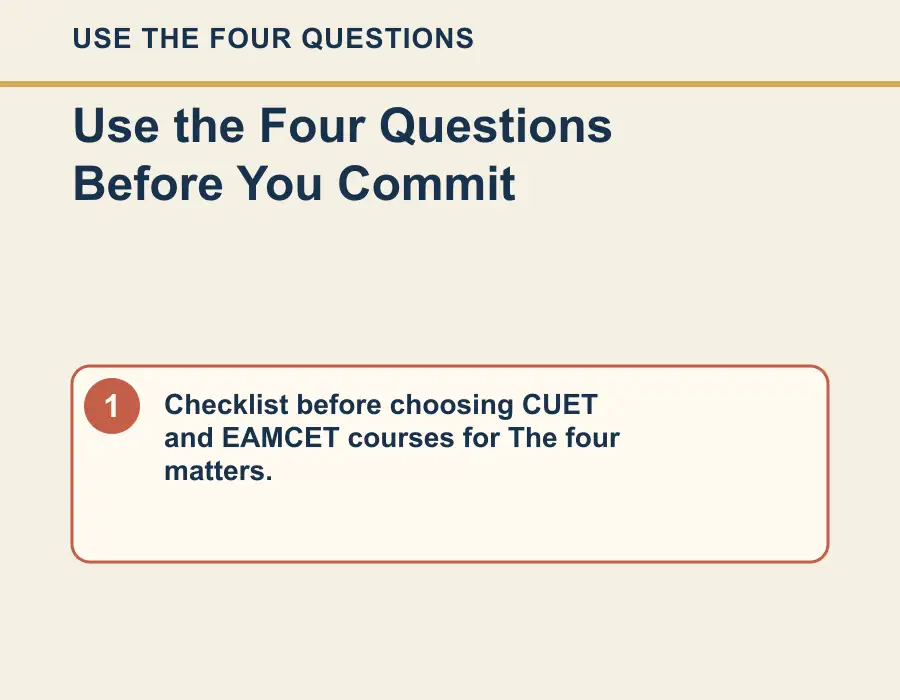 USE THE FOUR QUESTIONS
Use the Four Questions
Before You Commit
1
Checklist before choosing CUET
and EAMCET courses for The four
matters.